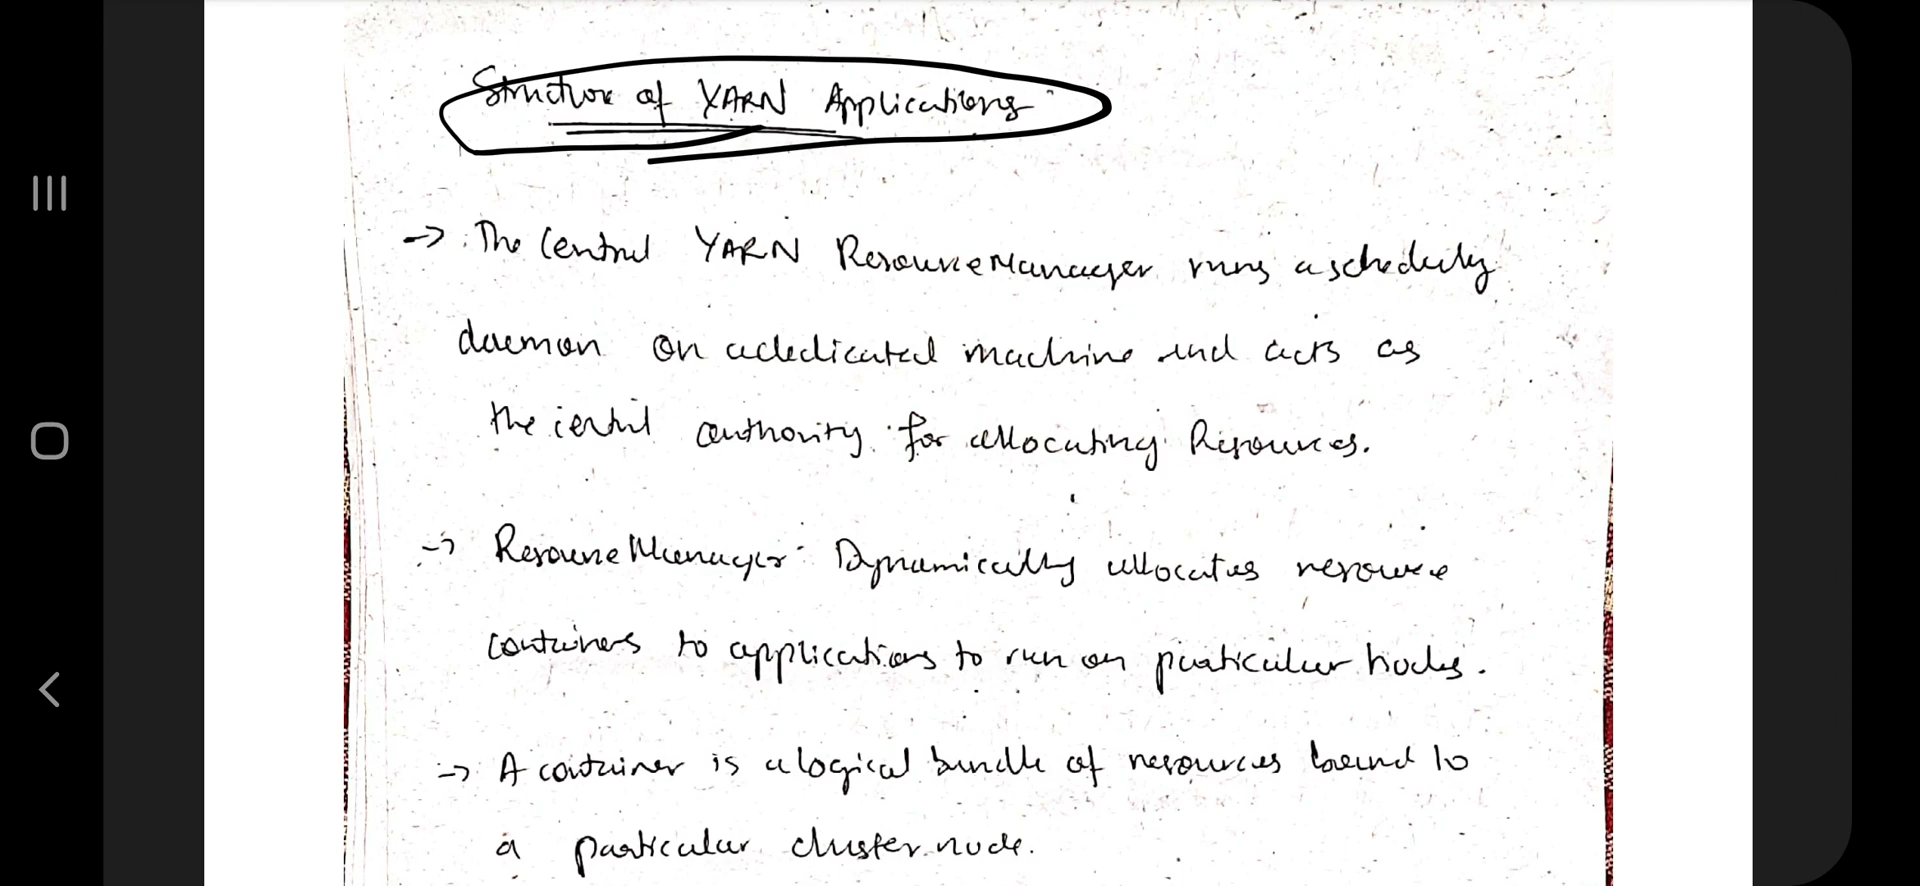 Structure of YARN Applications
→ The Central YARN ResourceManager runs a scheduling
daemon on a dedicated machine and acts as
the central authority for allocating Resources.
→ ResourceManager Dynamically allocates resource
containers to applications to run on particular nodes.
→ A container is a logical bundle of resources bound to
a particular cluster node.